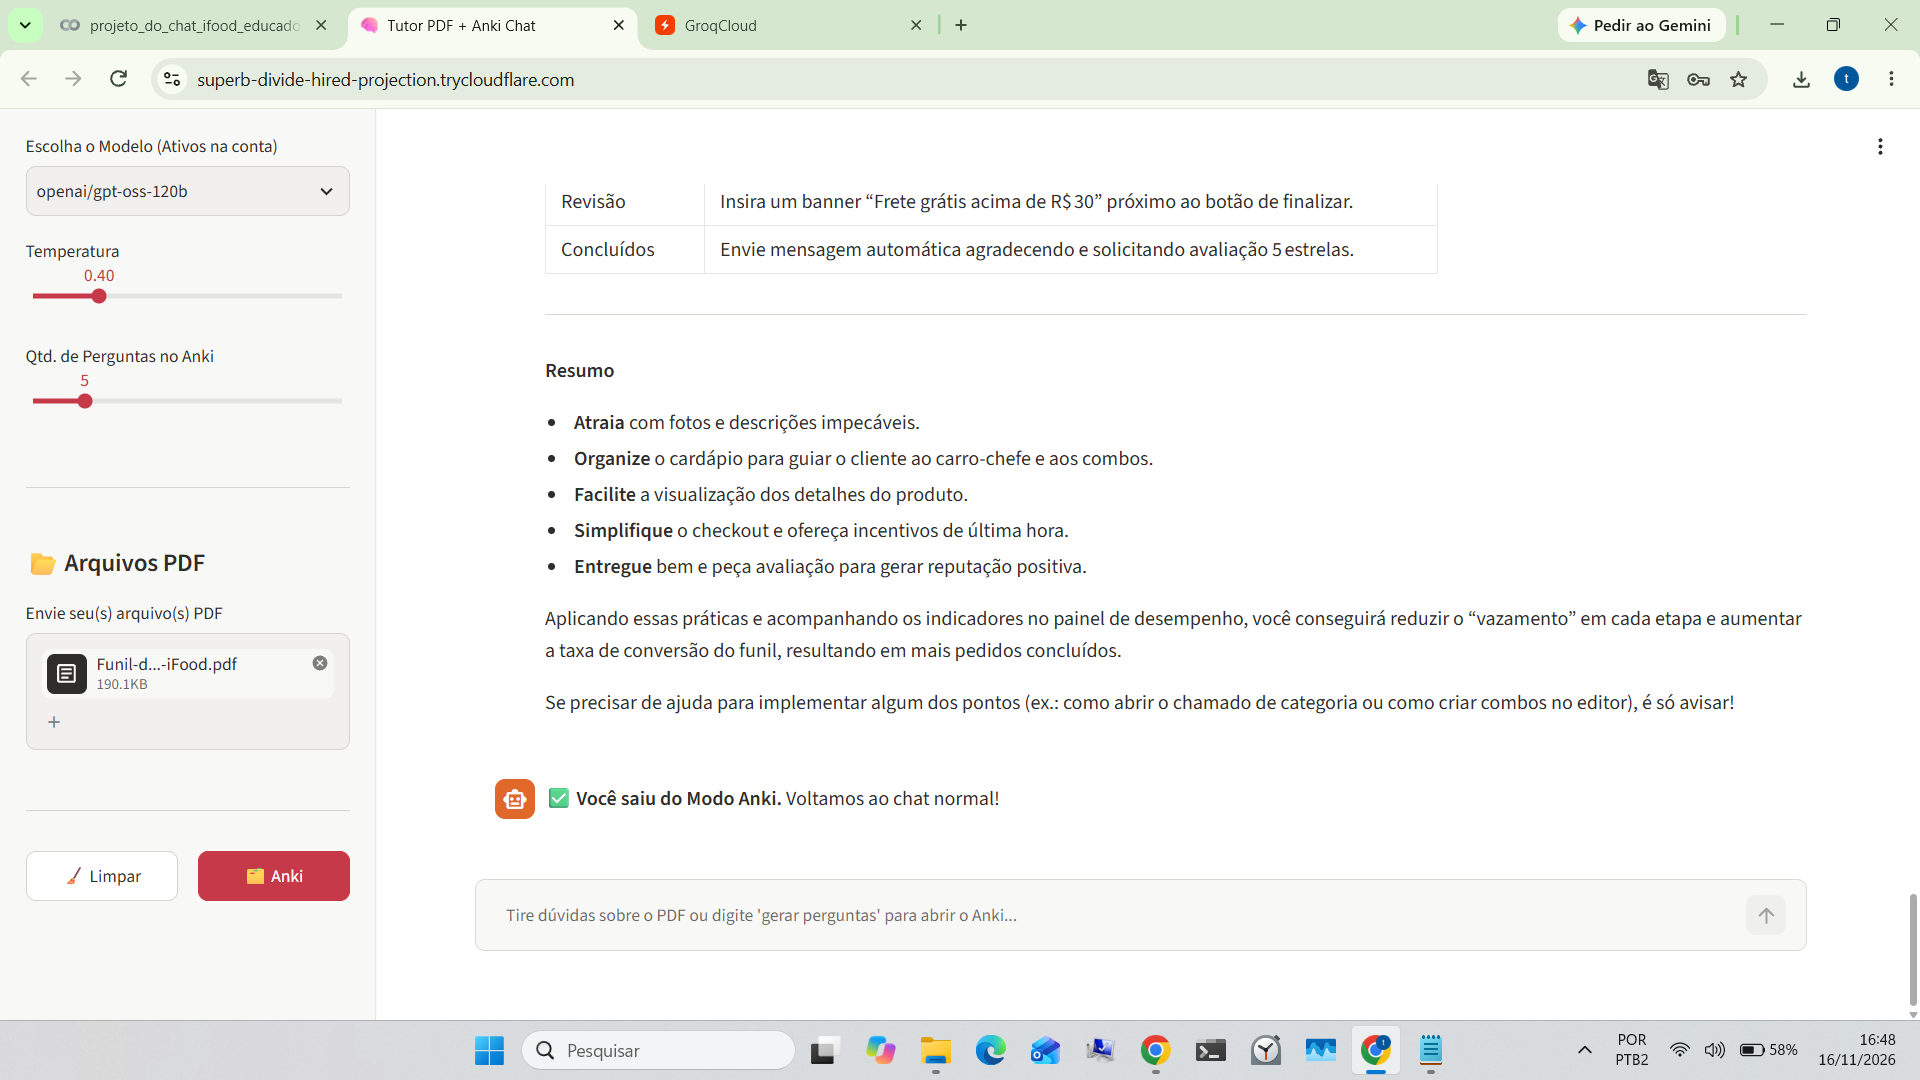 projeto_do_chat_ifood_educado
Tutor PDF + Anki Chat
GroqCloud
Pedir ao Gemini
superb-divide-hired-projection.trycloudflare.com
t
Escolha o Modelo (Ativos na conta)
openai/gpt-oss-120b
Temperatura
0.40
Qtd. de Perguntas no Anki
5
Arquivos PDF
Envie seu(s) arquivo(s) PDF
Funil-d...-iFood.pdf
190.1KB
Limpar
Anki
Revisão
Insira um banner “Frete grátis acima de R$ 30” próximo ao botão de finalizar.
Concluídos
Envie mensagem automática agradecendo e solicitando avaliação 5 estrelas.
Resumo
• Atraia com fotos e descrições impecáveis.
• Organize o cardápio para guiar o cliente ao carro-chefe e aos combos.
• Facilite a visualização dos detalhes do produto.
• Simplifique o checkout e ofereça incentivos de última hora.
• Entregue bem e peça avaliação para gerar reputação positiva.
Aplicando essas práticas e acompanhando os indicadores no painel de desempenho, você conseguirá reduzir o “vazamento” em cada etapa e aumentar
a taxa de conversão do funil, resultando em mais pedidos concluídos.
Se precisar de ajuda para implementar algum dos pontos (ex.: como abrir o chamado de categoria ou como criar combos no editor), é só avisar!
Você saiu do Modo Anki. Voltamos ao chat normal!
Tire dúvidas sobre o PDF ou digite 'gerar perguntas' para abrir o Anki...
Pesquisar
POR
PTB2
58%
16:48
16/11/2026